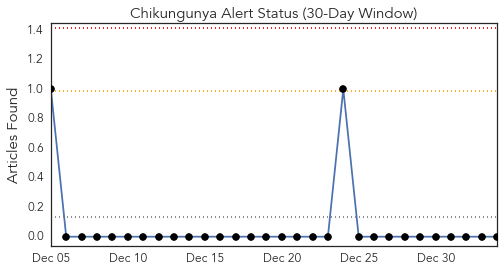 Chikungunya Alert Status (30-Day Window)
1.4
1.2
1.0
0.8
0.6
0.4
0.2
0.0
Articles Found
Dec 05
Dec 10
Dec 15
Dec 20
Dec 25
Dec 30